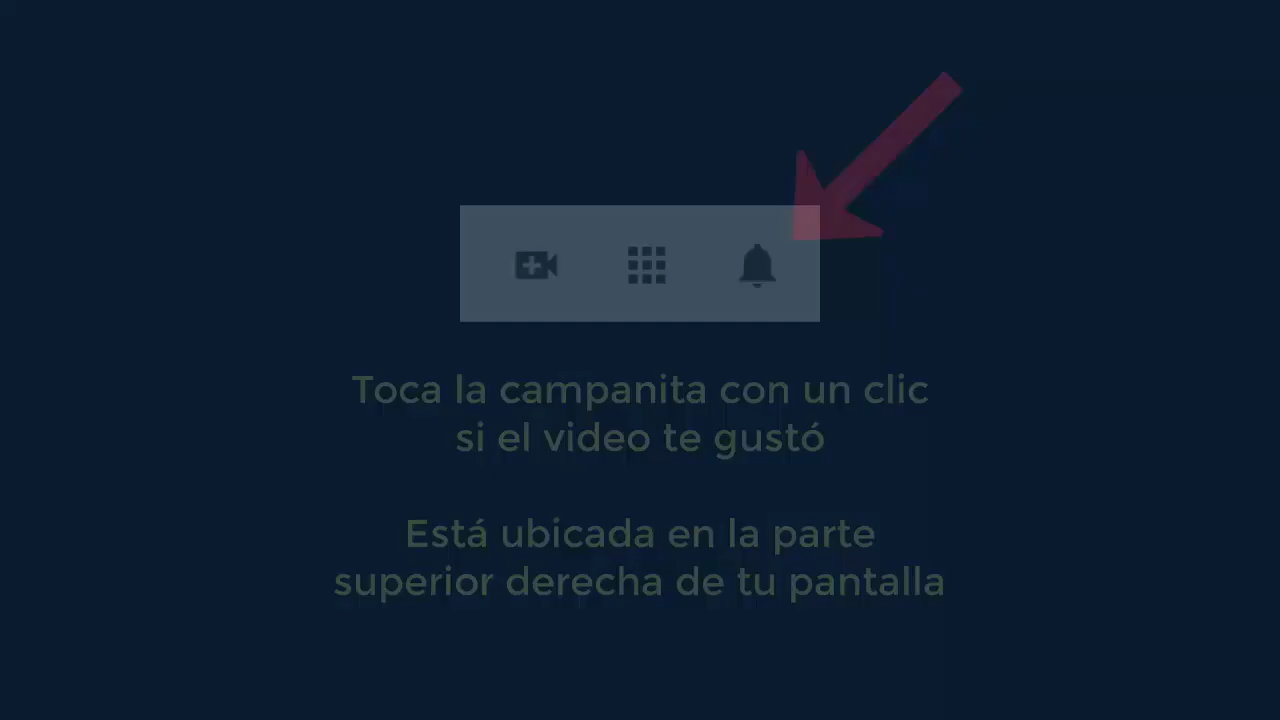 Toca la campanita con un clic
si el video te gustó
Está ubicada en la parte
superior derecha de tu pantalla